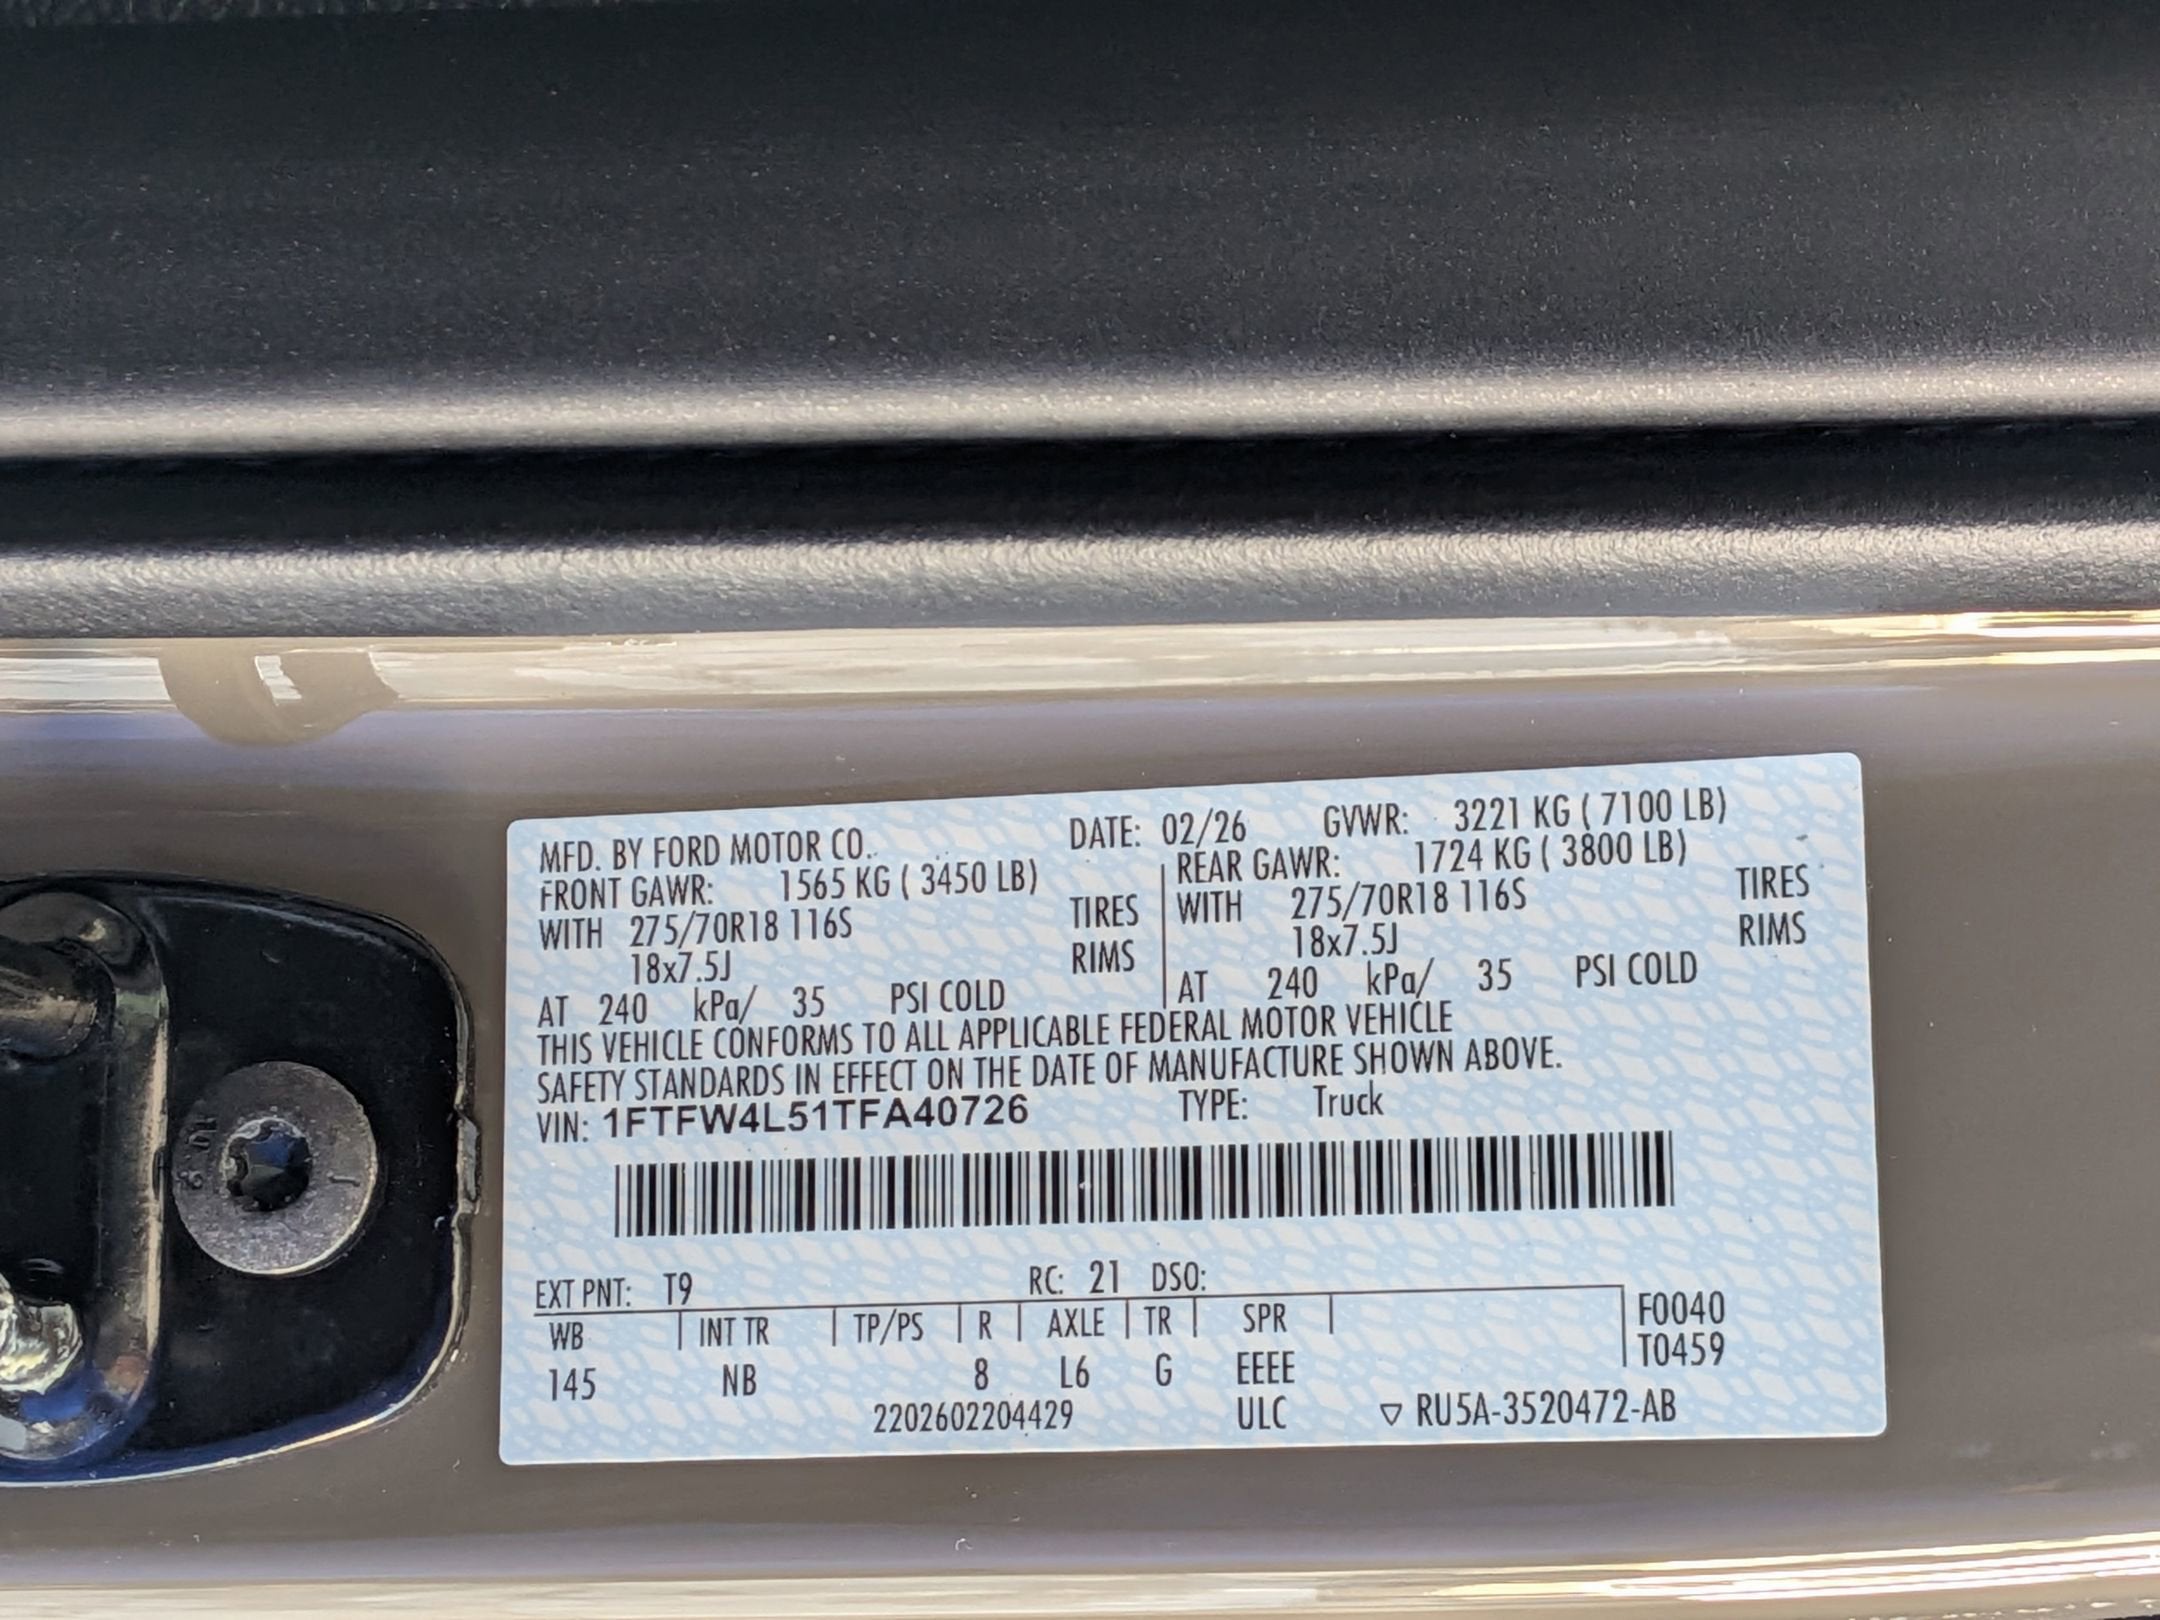 MFD. BY FORD MOTOR CO. DATE: 02/26 GVWR: 3221 KG ( 7100 LB)
FRONT GAWR: 1565 KG ( 3450 LB) REAR GAWR: 1724 KG ( 3800 LB)
WITH 275/70R18 116S TIRES WITH 275/70R18 116S TIRES
18x7.5J RIMS 18x7.5J RIMS
AT 240 kPa/ 35 PSI COLD AT 240 kPa/ 35 PSI COLD
THIS VEHICLE CONFORMS TO ALL APPLICABLE FEDERAL MOTOR VEHICLE
SAFETY STANDARDS IN EFFECT ON THE DATE OF MANUFACTURE SHOWN ABOVE.
VIN: 1FTFW4L51TFA40726 TYPE: Truck
EXT PNT: T9 RC: 21 DSO:
WB INT TR TP/PS R AXLE TR SPR F0040
T0459
145 NB 8 L6 G EEEE
2202602204429 ULC ▽ RU5A-3520472-AB